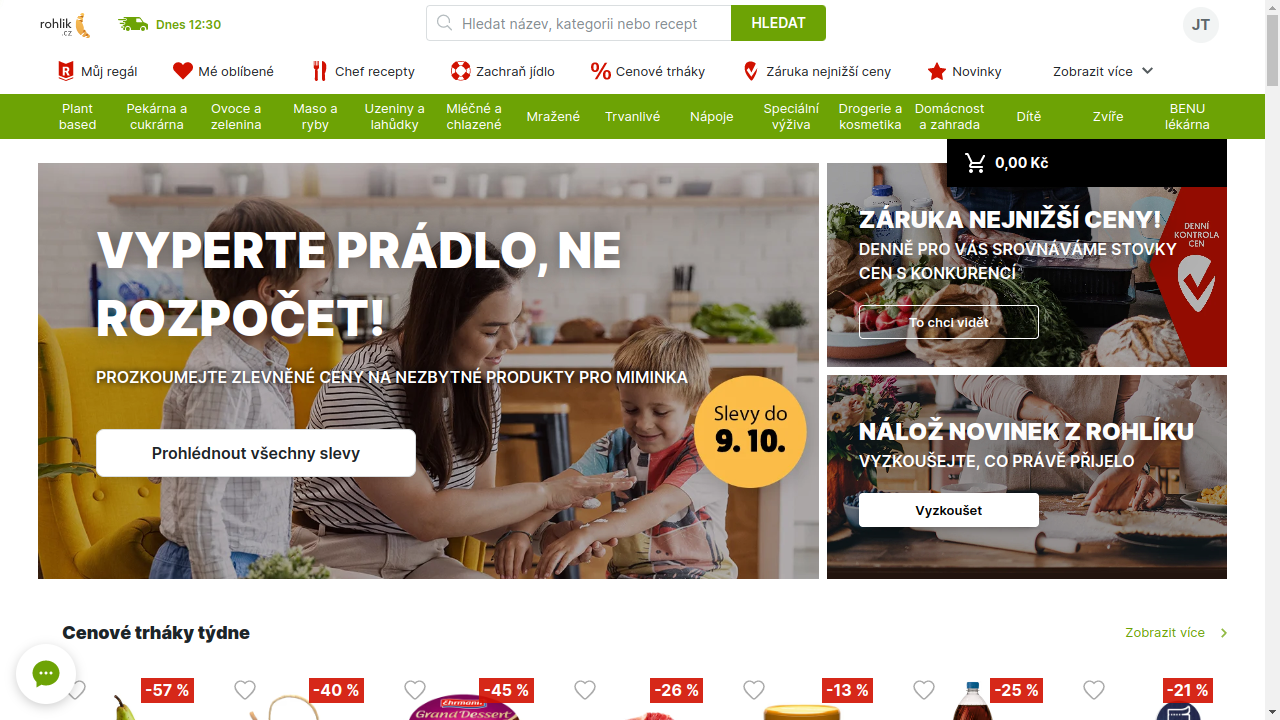 rohlik
.cz
Dnes 12:30
Hledat název, kategorii nebo recept
HLEDAT
JT
Můj regál
Mé oblíbené
Chef recepty
Zachraň jídlo
Cenové trháky
Záruka nejnižší ceny
Novinky
Zobrazit více
Plant
based
Pekárna a
cukrárna
Ovoce a
zelenina
Maso a
ryby
Uzeniny a
lahůdky
Mléčné a
chlazené
Mražené
Trvanlivé
Nápoje
Speciální
výživa
Drogerie a
kosmetika
Domácnost
a zahrada
Dítě
Zvíře
BENU
lékárna
0,00 Kč
VYPERTE PRÁDLO, NE
ROZPOČET!
PROZKOUMEJTE ZLEVNĚNÉ CENY NA NEZBYTNÉ PRODUKTY PRO MIMINKA
Prohlédnout všechny slevy
Slevy do
9. 10.
ZÁRUKA NEJNIŽŠÍ CENY!
DENNĚ PRO VÁS SROVNÁVÁME STOVKY
CEN S KONKURENCÍ
To chci vidět
DENNÍ
KONTROLA
CEN
NÁLOŽ NOVINEK Z ROHLÍKU
VYZKOUŠEJTE, CO PRÁVĚ PŘIJELO
Vyzkoušet
Cenové trháky týdne
Zobrazit více
-57 %
-40 %
-45 %
-26 %
-13 %
-25 %
-21 %
Ehrmann
Grand Dessert